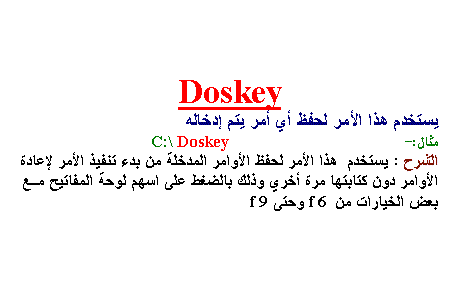 Doskey
يستخدم هذا الأمر لحفظ أي أمر يتم إدخاله
مثال:- C:\ Doskey
الشرح : يستخدم هذا الأمر لحفظ الأوامر المدخلة من بدء تنفيذ الأمر لإعادة
الأوامر دون كتابتها مرة أخري وذلك بالضغط على اسهم لوحة المفاتيح مـع
بعض الخيارات من f 6 وحتى f 9